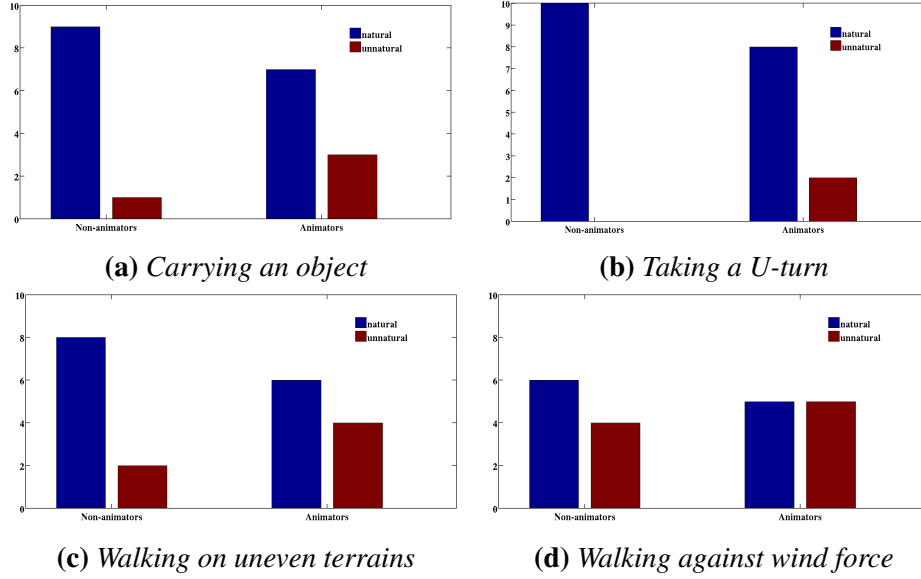 10
8
6
4
2
0
natural
unnatural
Non-animators
Animators
(a) Carrying an object
10
9
8
7
6
5
4
3
2
1
0
natural
unnatural
Non-animators
Animators
(b) Taking a U-turn
10
8
6
4
2
0
natural
unnatural
Non-animators
Animators
(c) Walking on uneven terrains
10
8
6
4
2
0
natural
unnatural
Non-animators
Animators
(d) Walking against wind force